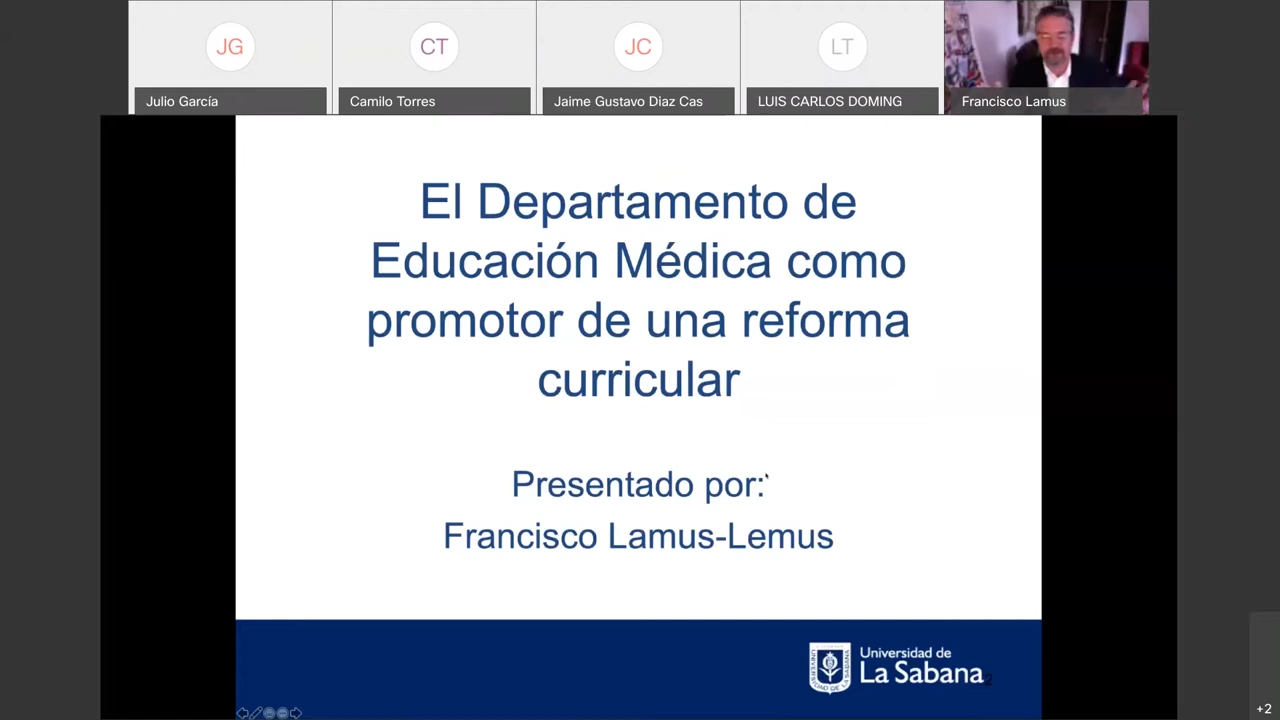 JG
CT
JC
LT
Julio García
Camilo Torres
Jaime Gustavo Diaz Cas
LUIS CARLOS DOMING
Francisco Lamus
El Departamento de
Educación Médica como
promotor de una reforma
curricular
Presentado por:
Francisco Lamus-Lemus
Universidad de
La Sabana
2
+2